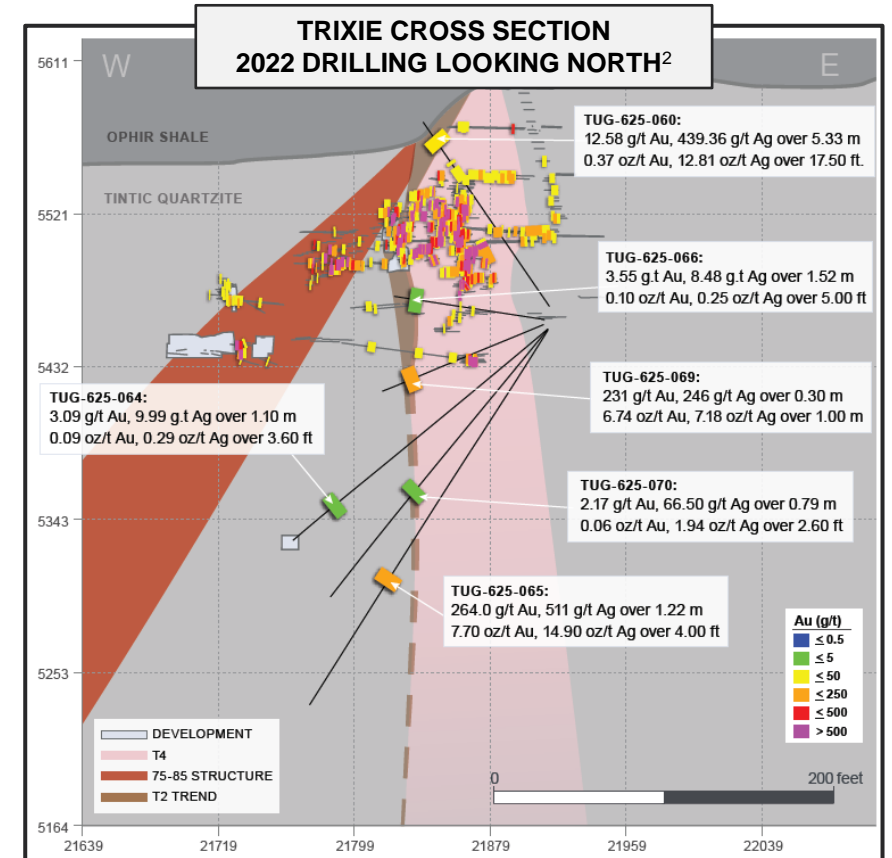 TRIXIE CROSS SECTION
2022 DRILLING LOOKING NORTH²
W
E
5611
5521
5432
5343
5253
5164
21639
21719
21799
21879
21959
22039
OPHIR SHALE
TINTIC QUARTZITE
TUG-625-060:
12.58 g/t Au, 439.36 g/t Ag over 5.33 m
0.37 oz/t Au, 12.81 oz/t Ag over 17.50 ft.
TUG-625-066:
3.55 g.t Au, 8.48 g.t Ag over 1.52 m
0.10 oz/t Au, 0.25 oz/t Ag over 5.00 ft
TUG-625-069:
231 g/t Au, 246 g/t Ag over 0.30 m
6.74 oz/t Au, 7.18 oz/t Ag over 1.00 m
TUG-625-064:
3.09 g/t Au, 9.99 g.t Ag over 1.10 m
0.09 oz/t Au, 0.29 oz/t Ag over 3.60 ft
TUG-625-070:
2.17 g/t Au, 66.50 g/t Ag over 0.79 m
0.06 oz/t Au, 1.94 oz/t Ag over 2.60 ft
TUG-625-065:
264.0 g/t Au, 511 g/t Ag over 1.22 m
7.70 oz/t Au, 14.90 oz/t Ag over 4.00 ft
Au (g/t)
≤ 0.5
≤ 5
≤ 50
≤ 250
≤ 500
> 500
DEVELOPMENT
T4
75-85 STRUCTURE
T2 TREND
0
200 feet